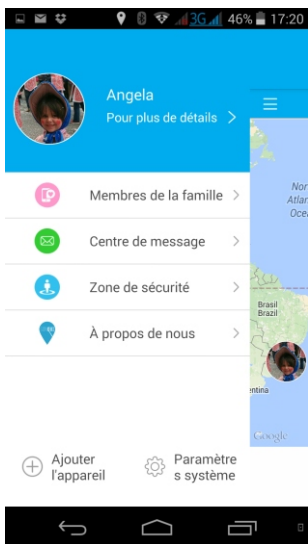 3G 46% 17:20
Angela
Pour plus de détails
Membres de la famille
Centre de message
Zone de sécurité
À propos de nous
Ajouter
l'appareil
Paramètre
s système
Nor
Atlan
Ocea
Brasil
Brazil
entina
Google